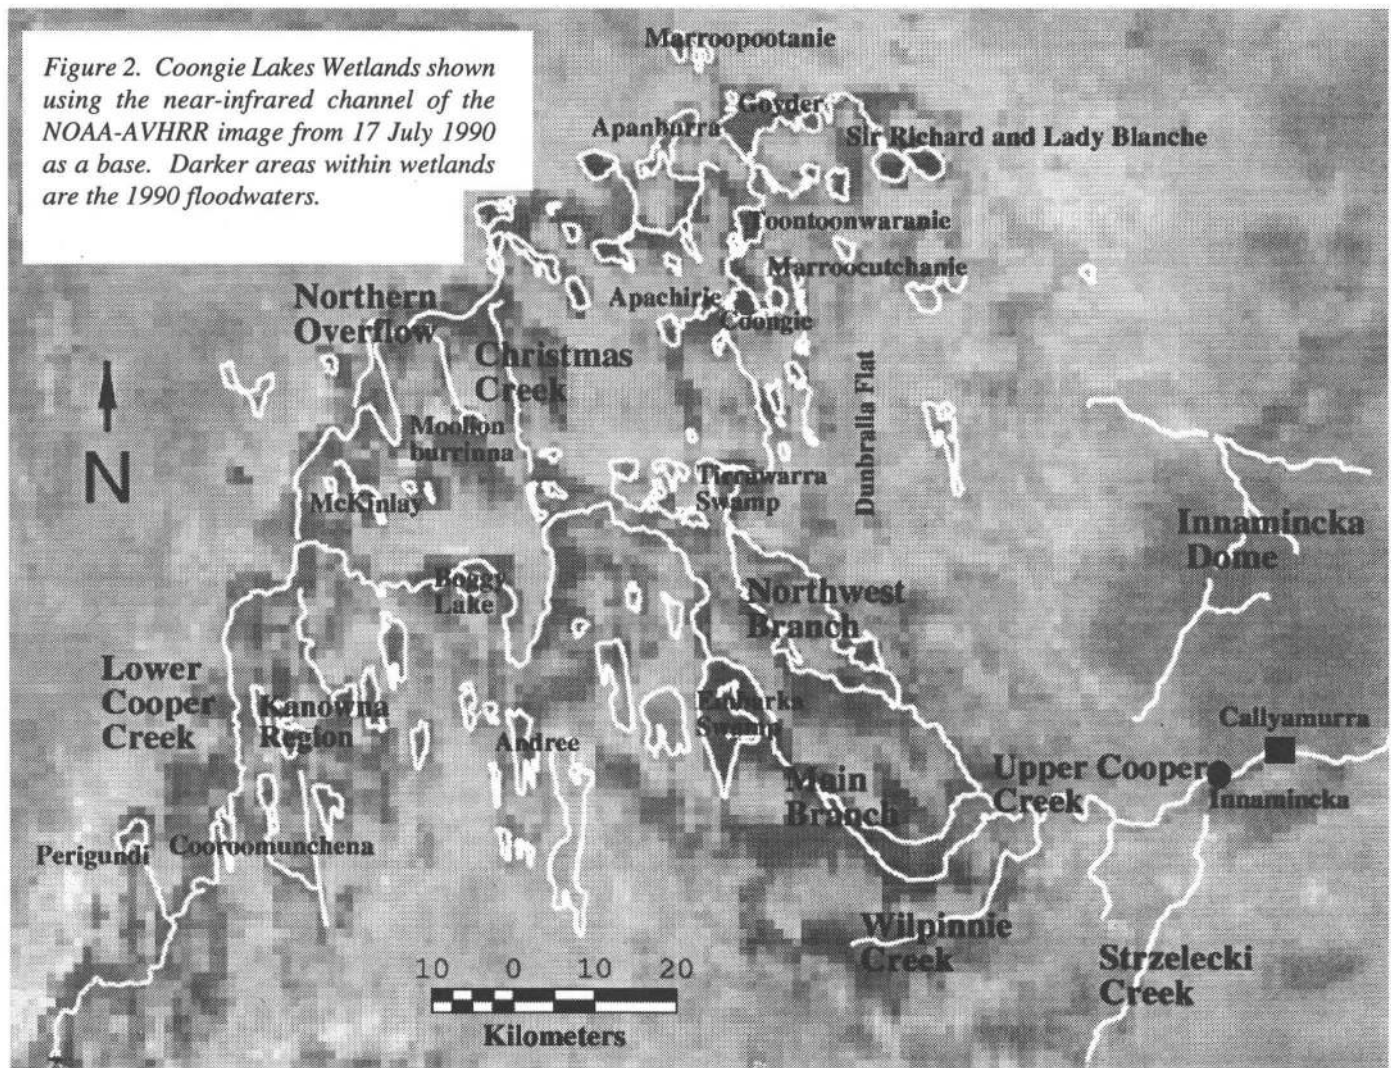 Figure 2. Coongie Lakes Wetlands shown
using the near-infrared channel of the
NOAA-AVHRR image from 17 July 1990
as a base. Darker areas within wetlands
are the 1990 floodwaters.
Marroopootanie
Goyder
Apanburra
Sir Richard and Lady Blanche
Toontoonwaranie
Marroocutchanie
Apachirie
Coongie
Northern
Overflow
Christmas
Creek
Dunbralla Flat
N
Moollon
burrinna
McKinlay
Tirrawarra
Swamp
Innamincka
Dome
Boggy
Lake
Northwest
Branch
Lower
Cooper
Creek
Kanowna
Region
Embarka
Swamp
Andree
Callyamurra
Main
Branch
Upper Cooper
Creek
Innamincka
Perigundi
Cooroomunchena
Wilpinnie
Creek
Strzelecki
Creek
10 0 10 20
Kilometers